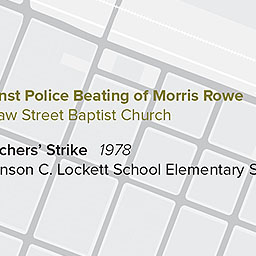 nst Police Beating of Morris Rowe
aw Street Baptist Church
chers’ Strike 1978
nson C. Lockett School Elementary S